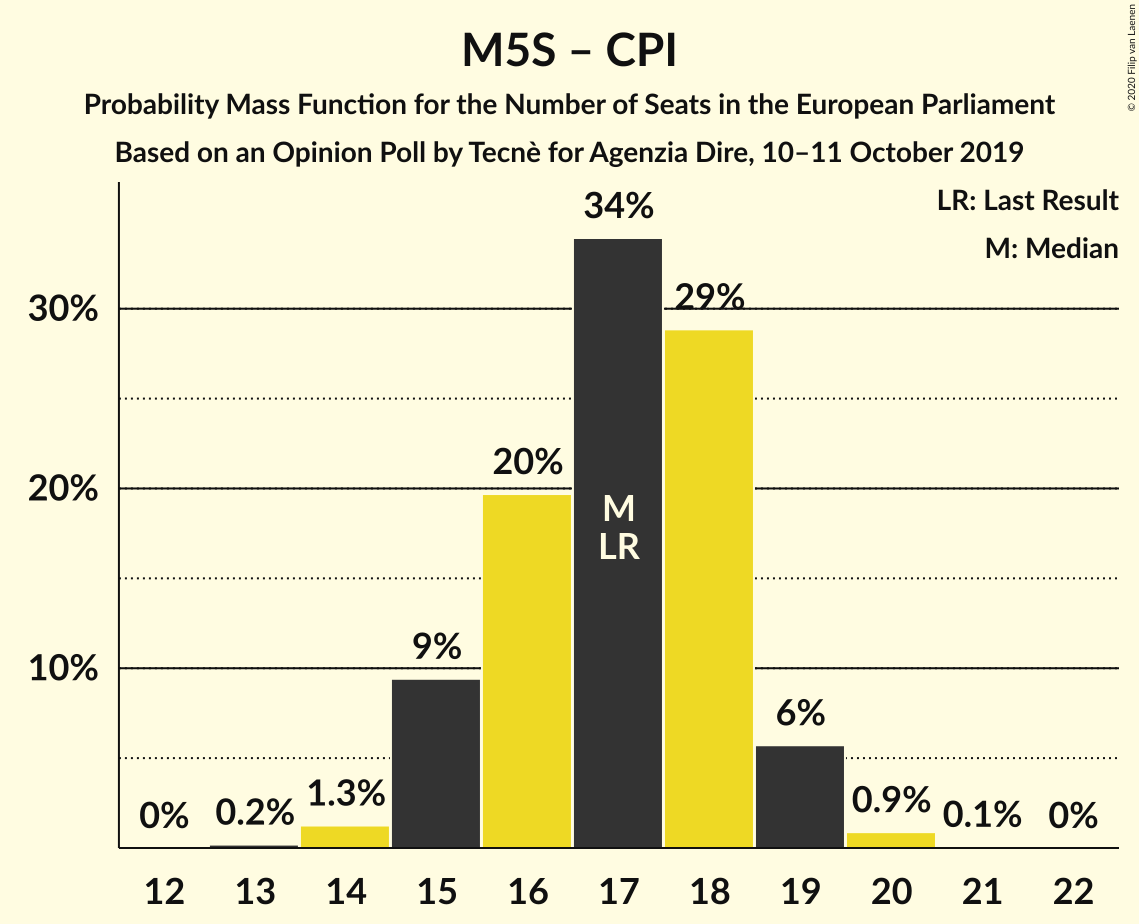 M5S – CPI
Probability Mass Function for the Number of Seats in the European Parliament
Based on an Opinion Poll by Tecnè for Agenzia Dire, 10–11 October 2019
© 2020 Filip van Laenen
LR: Last Result
M: Median
34%
30%
29%
20%
20%
M
LR
9%
10%
6%
0%
0.2%
1.3%
0.9%
0.1%
0%
12 13 14 15 16 17 18 19 20 21 22